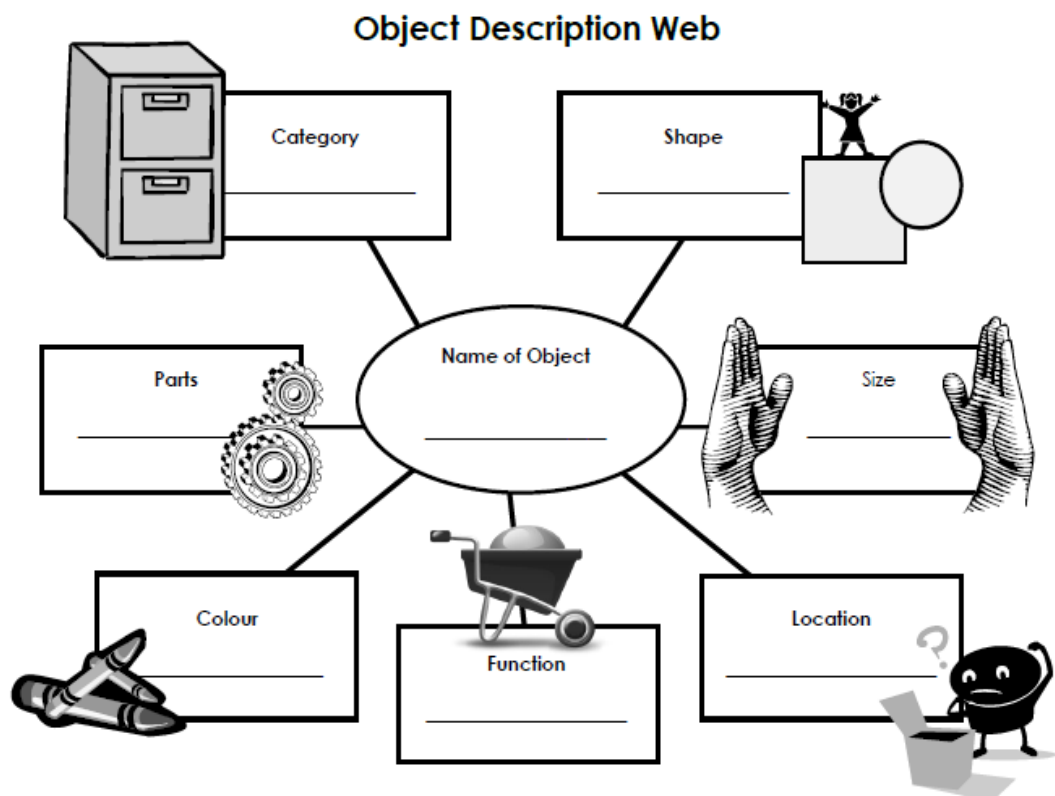 Object Description Web
Category
Shape
Name of Object
Parts
Size
Colour
Function
Location
?